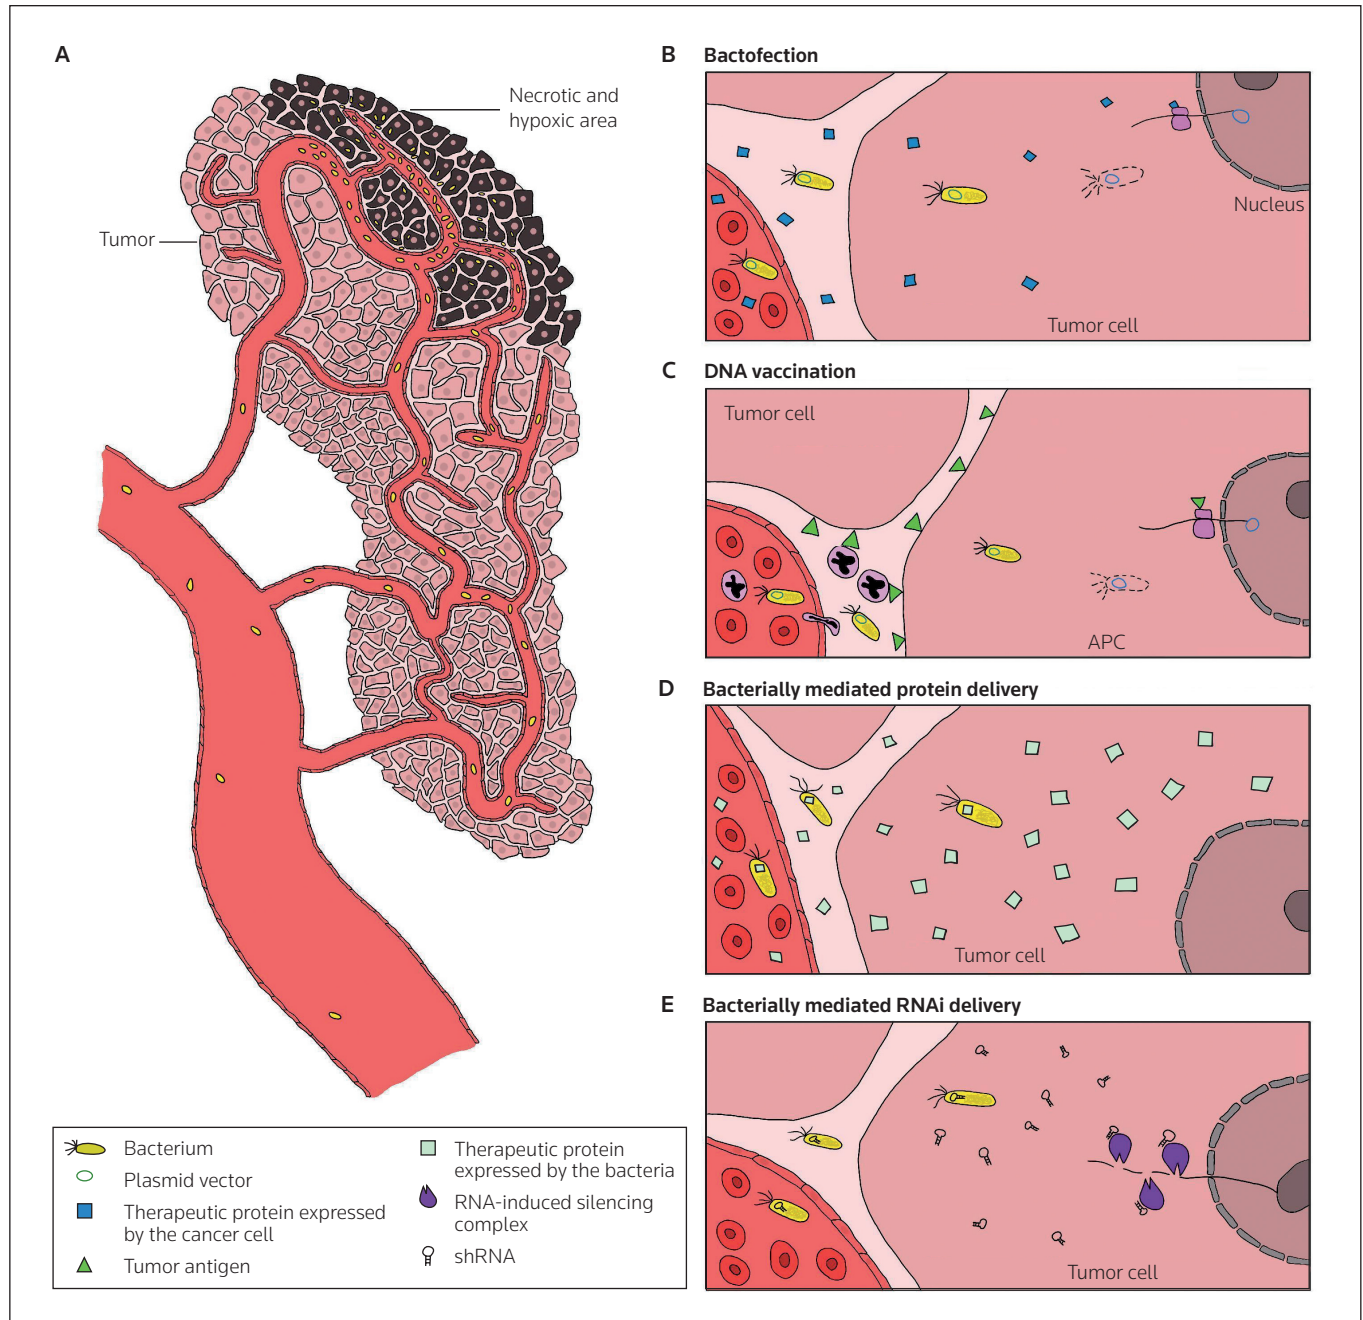 A
Necrotic and
hypoxic area
Tumor
B Bactofection
Nucleus
Tumor cell
C DNA vaccination
Tumor cell
APC
D Bacterially mediated protein delivery
Tumor cell
E Bacterially mediated RNAi delivery
Tumor cell
Bacterium
Plasmid vector
Therapeutic protein expressed
by the cancer cell
Tumor antigen
Therapeutic protein
expressed by the bacteria
RNA-induced silencing
complex
shRNA